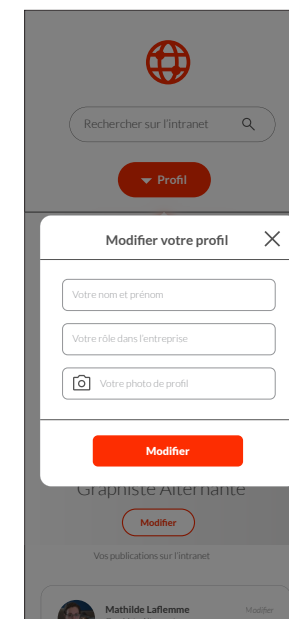 Rechercher sur l'intranet
Profil
Modifier votre profil
Votre nom et prénom
Votre rôle dans l'entreprise
Votre photo de profil
Modifier
Graphiste Alternante
Modifier
Vos publications sur l'intranet
Mathilde Laflemme
Modifier